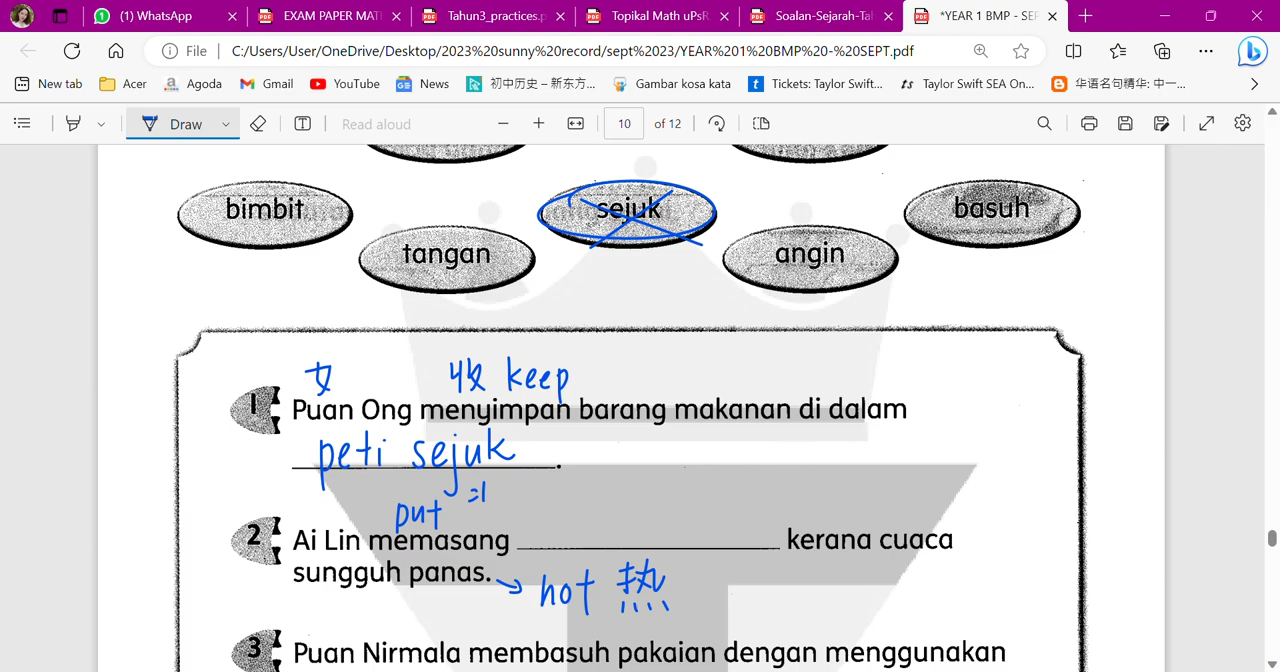 (1) WhatsApp
EXAM PAPER MAT
Tahun3_practices.p
Topikal Math uPsR
Soalan-Sejarah-Tal
*YEAR 1 BMP - SEP
File
C:/Users/User/OneDrive/Desktop/2023%20sunny%20record/sept%2023/YEAR%201%20BMP%20-%20SEPT.pdf
New tab
Acer
Agoda
Gmail
YouTube
News
初中历史 – 新东方...
Gambar kosa kata
Tickets: Taylor Swift...
Taylor Swift SEA On...
华语名句精华: 中一...
Draw
Read aloud
10 of 12
bimbit
sejuk
basuh
tangan
angin
女 收 keep
1 Puan Ong menyimpan barang makanan di dalam
peti sejuk.
put
2 Ai Lin memasang ____________ kerana cuaca
sungguh panas. → hot 热
3 Puan Nirmala membasuh pakaian dengan menggunakan